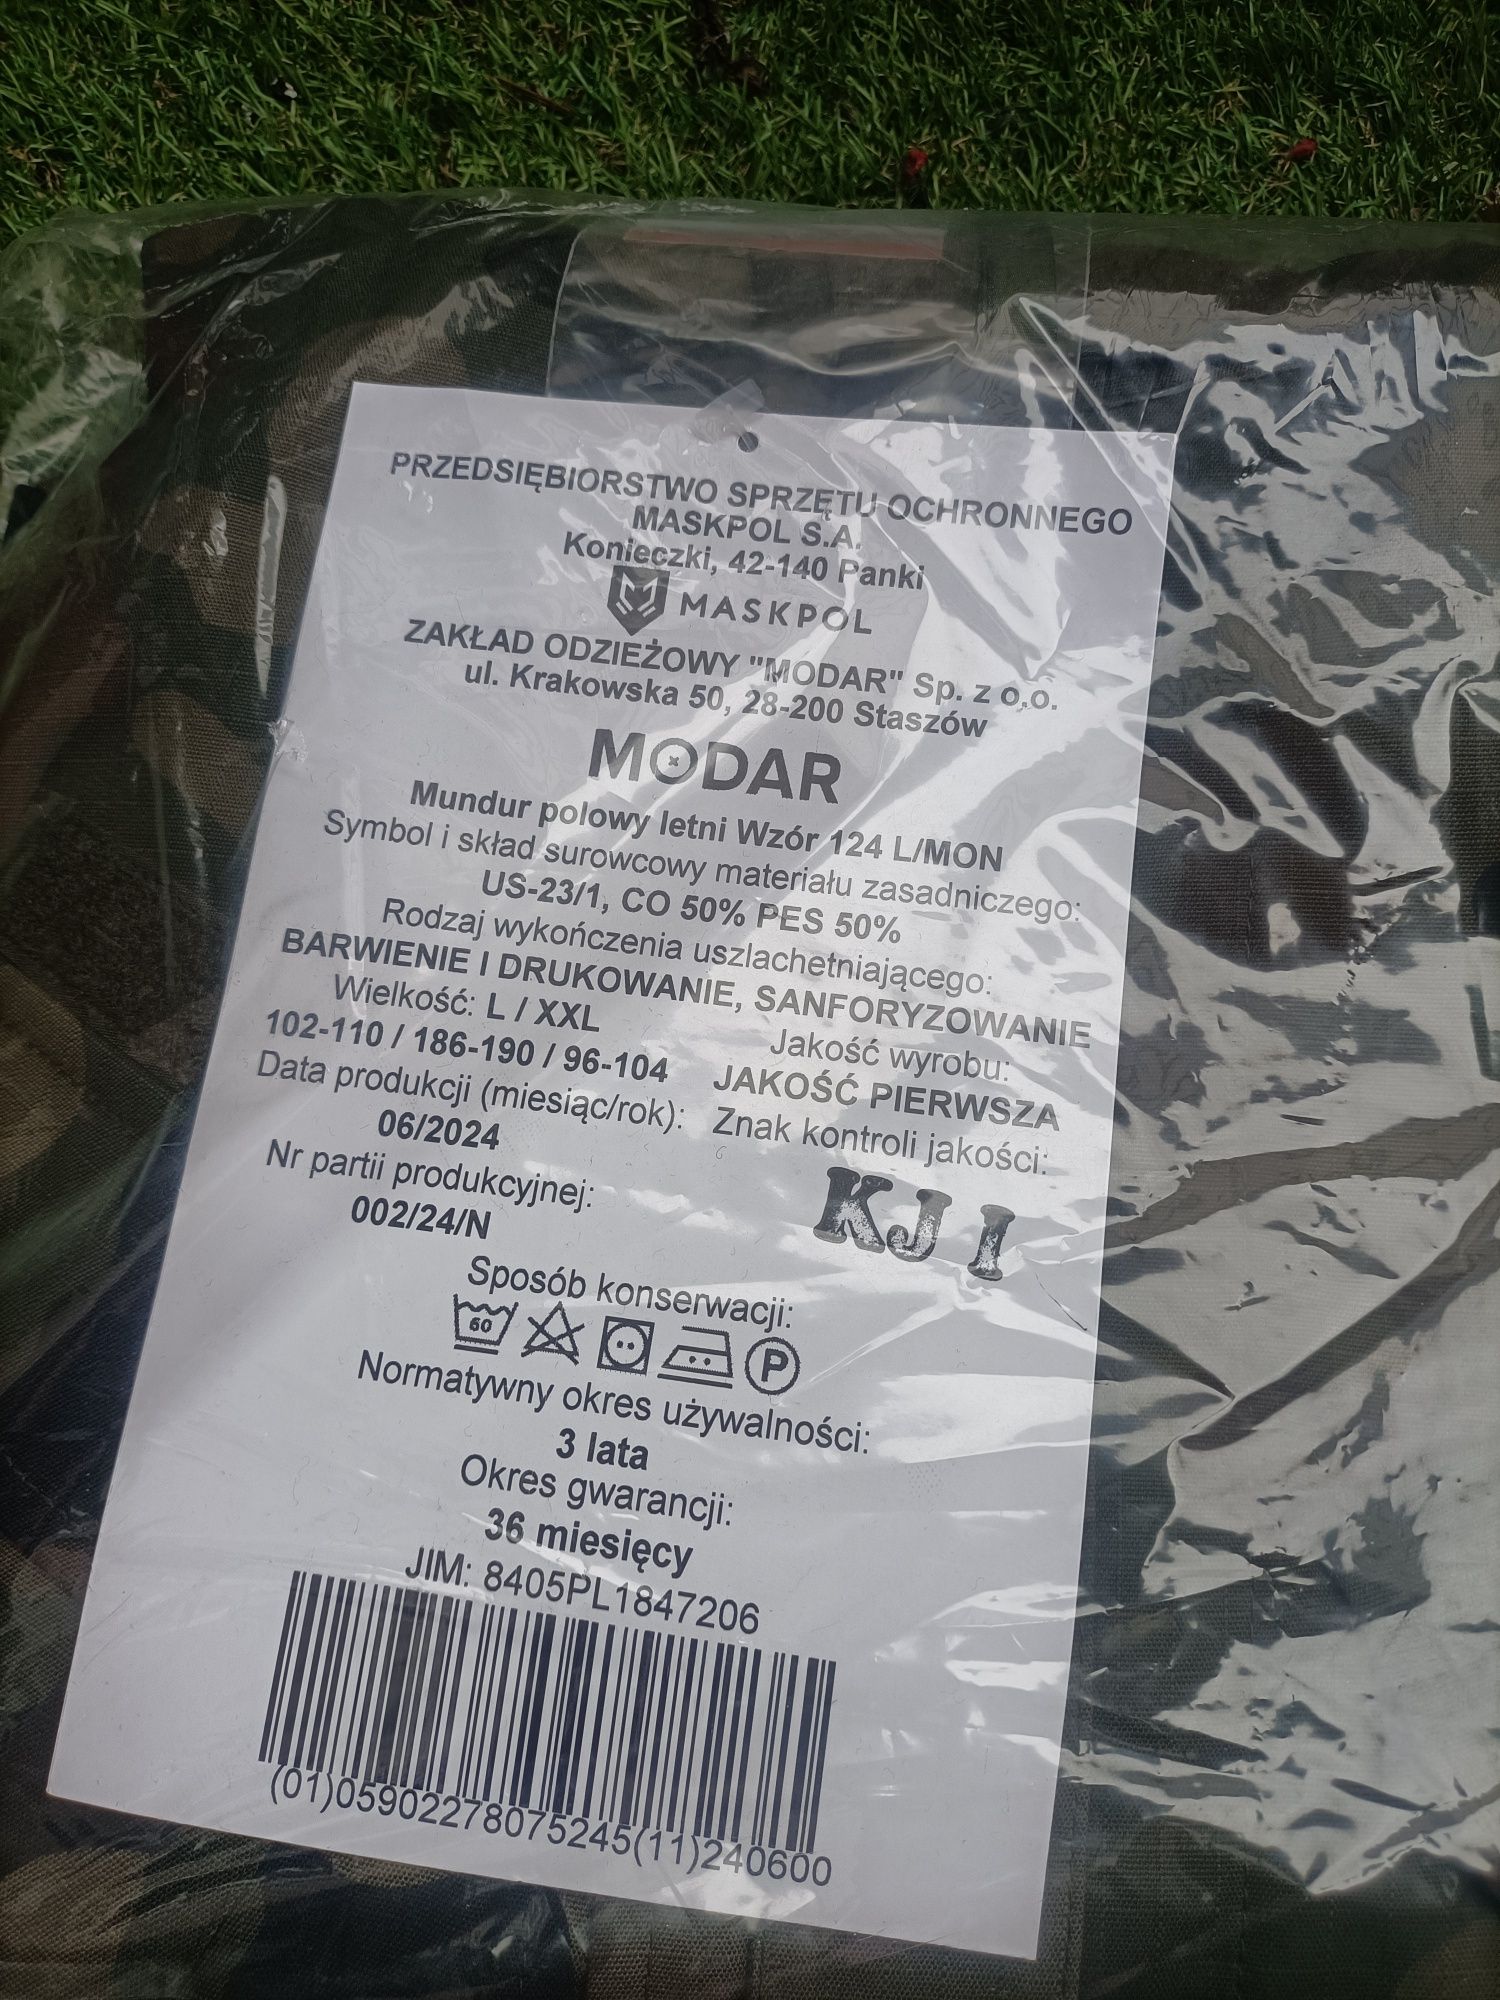 PRZEDSIĘBIORSTWO SPRZĘTU OCHRONNEGO
MASKPOL S.A.
Konieczki, 42-140 Panki
MASKPOL
ZAKŁAD ODZIEŻOWY "MODAR" Sp. z o.o.
ul. Krakowska 50, 28-200 Staszów
MODAR
Mundur polowy letni Wzór 124 L/MON
Symbol i skład surowcowy materiału zasadniczego:
US-23/1, CO 50% PES 50%
Rodzaj wykończenia uszlachetniającego:
BARWIENIE I DRUKOWANIE, SANFORYZOWANIE
Wielkość: L / XXL
102-110 / 186-190 / 96-104
Jakość wyrobu:
JAKOŚĆ PIERWSZA
Data produkcji (miesiąc/rok):
06/2024
Znak kontroli jakości:
KJ I
Nr partii produkcyjnej:
002/24/N
Sposób konserwacji:
60 P
Normatywny okres używalności:
3 lata
Okres gwarancji:
36 miesięcy
JIM: 8405PL1847206
(01)05902278075245(11)240600